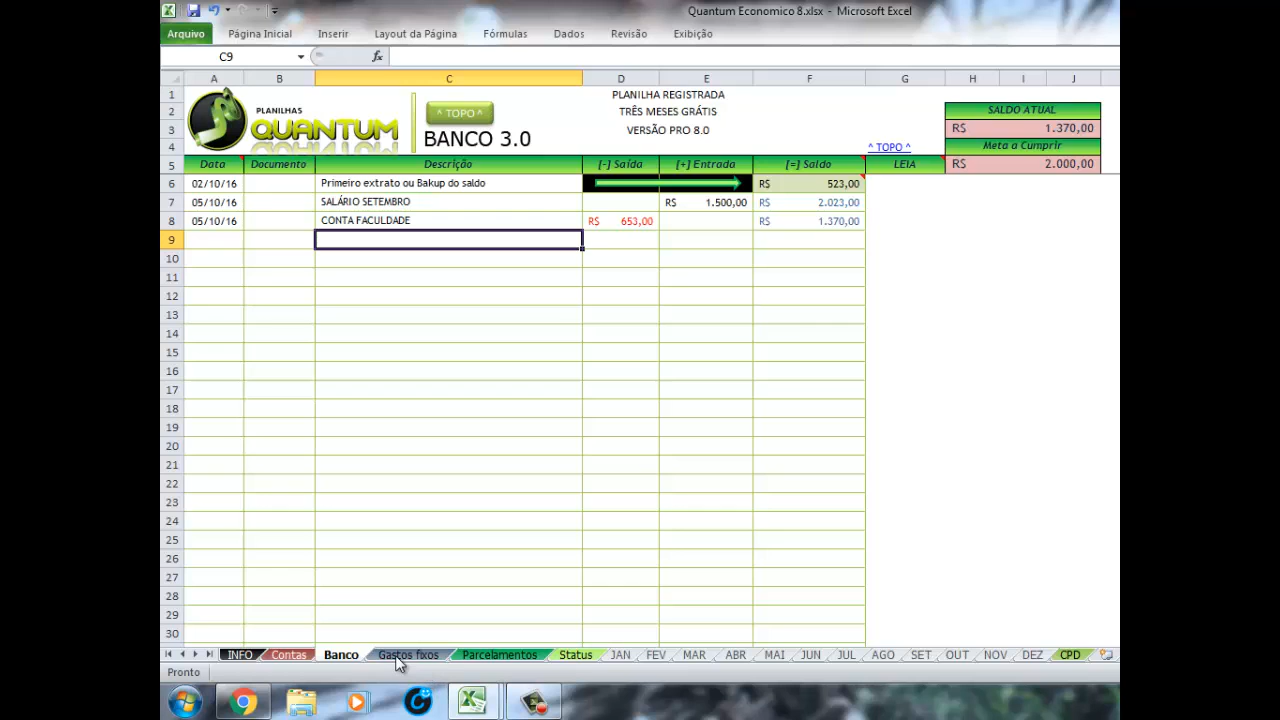 Quantum Economico 8.xlsx - Microsoft Excel
Arquivo Página Inicial Inserir Layout da Página Fórmulas Dados Revisão Exibição
C9 fx
A B C D E F G H I J
1 PLANILHA REGISTRADA
2 PLANILHAS ^ TOPO ^ TRÊS MESES GRÁTIS SALDO ATUAL
3 QUANTUM BANCO 3.0 VERSÃO PRO 8.0 R$ 1.370,00
4 ^ TOPO ^ Meta a Cumprir
5 Data Documento Descrição [-] Saída [+] Entrada [=] Saldo LEIA R$ 2.000,00
6 02/10/16 Primeiro extrato ou Bakup do saldo R$ 523,00
7 05/10/16 SALÁRIO SETEMBRO R$ 1.500,00 R$ 2.023,00
8 05/10/16 CONTA FACULDADE R$ 653,00 R$ 1.370,00
9
10
11
12
13
14
15
16
17
18
19
20
21
22
23
24
25
26
27
28
29
30
INFO Contas Banco Gastos fixos Parcelamentos Status JAN FEV MAR ABR MAI JUN JUL AGO SET OUT NOV DEZ CPD
Pronto